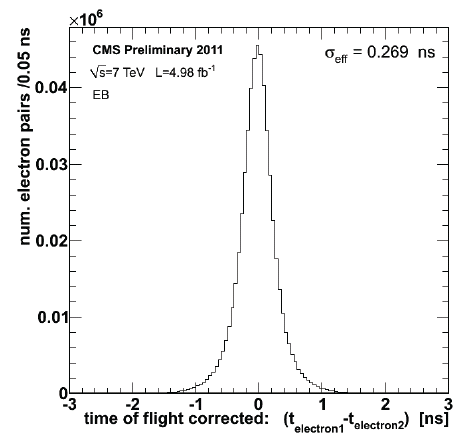 ×10⁶
CMS Preliminary 2011
σeff = 0.269 ns
√s=7 TeV L=4.98 fb⁻¹
EB
num. electron pairs /0.05 ns
0.04
0.03
0.02
0.01
0
-3 -2 -1 0 1 2 3
time of flight corrected: (t_electron1-t_electron2) [ns]